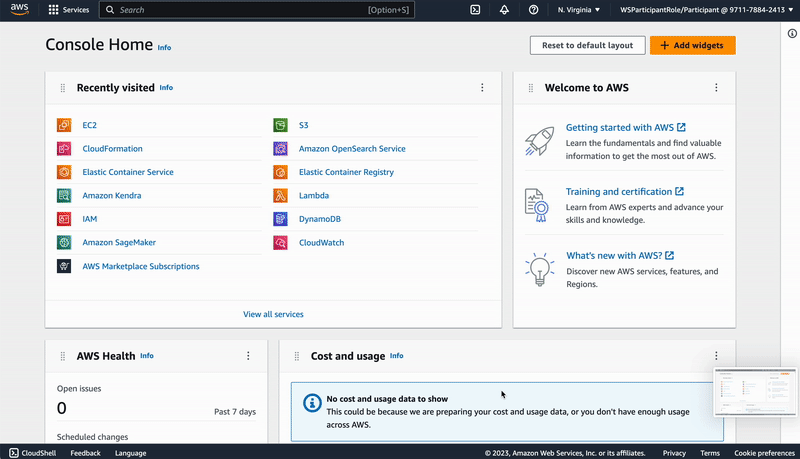 aws
Services
Search
[Option+S]
N. Virginia
WSParticipantRole/Participant @ 9711-7884-2413
Console Home
Info
Reset to default layout
Add widgets
Recently visited
Info
EC2
CloudFormation
Elastic Container Service
Amazon Kendra
IAM
Amazon SageMaker
AWS Marketplace Subscriptions
S3
Amazon OpenSearch Service
Elastic Container Registry
Lambda
DynamoDB
CloudWatch
View all services
Welcome to AWS
Getting started with AWS
Learn the fundamentals and find valuable
information to get the most out of AWS.
Training and certification
Learn from AWS experts and advance your
skills and knowledge.
What's new with AWS?
Discover new AWS services, features, and
Regions.
AWS Health
Info
Open issues
0
Past 7 days
Scheduled changes
Cost and usage
Info
No cost and usage data to show
This could be because we are preparing your cost and usage data, or you don't have enough usage
across AWS.
CloudShell
Feedback
Language
© 2023, Amazon Web Services, Inc. or its affiliates.
Privacy
Terms
Cookie preferences